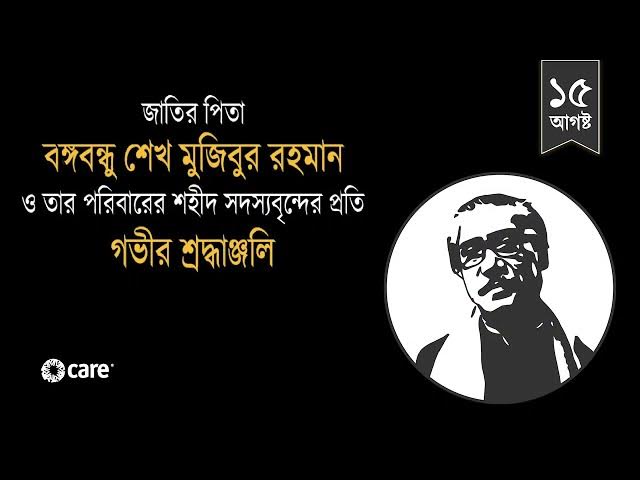 জাতির পিতা
বঙ্গবন্ধু শেখ মুজিবুর রহমান
ও তার পরিবারের শহীদ সদস্যবৃন্দের প্রতি
গভীর শ্রদ্ধাঞ্জলি
১৫
আগষ্ট
care®